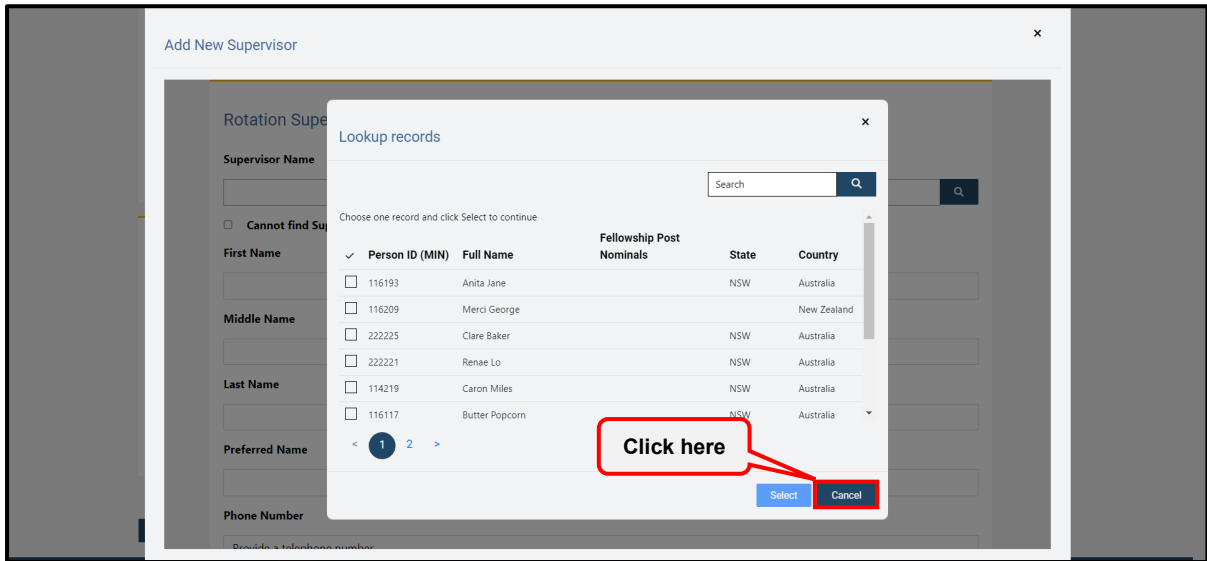 Add New Supervisor
×
Rotation Supe
Supervisor Name
Cannot find Su
First Name
Middle Name
Last Name
Preferred Name
Phone Number
Provide a telephone number
Lookup records
×
Search
Choose one record and click Select to continue
✓ Person ID (MIN) Full Name Fellowship Post Nominals State Country
116193 Anita Jane NSW Australia
116209 Merci George New Zealand
222225 Clare Baker NSW Australia
222221 Renae Lo NSW Australia
114219 Caron Miles NSW Australia
116117 Butter Popcorn NSW Australia
< 1 2 >
Click here
Select Cancel